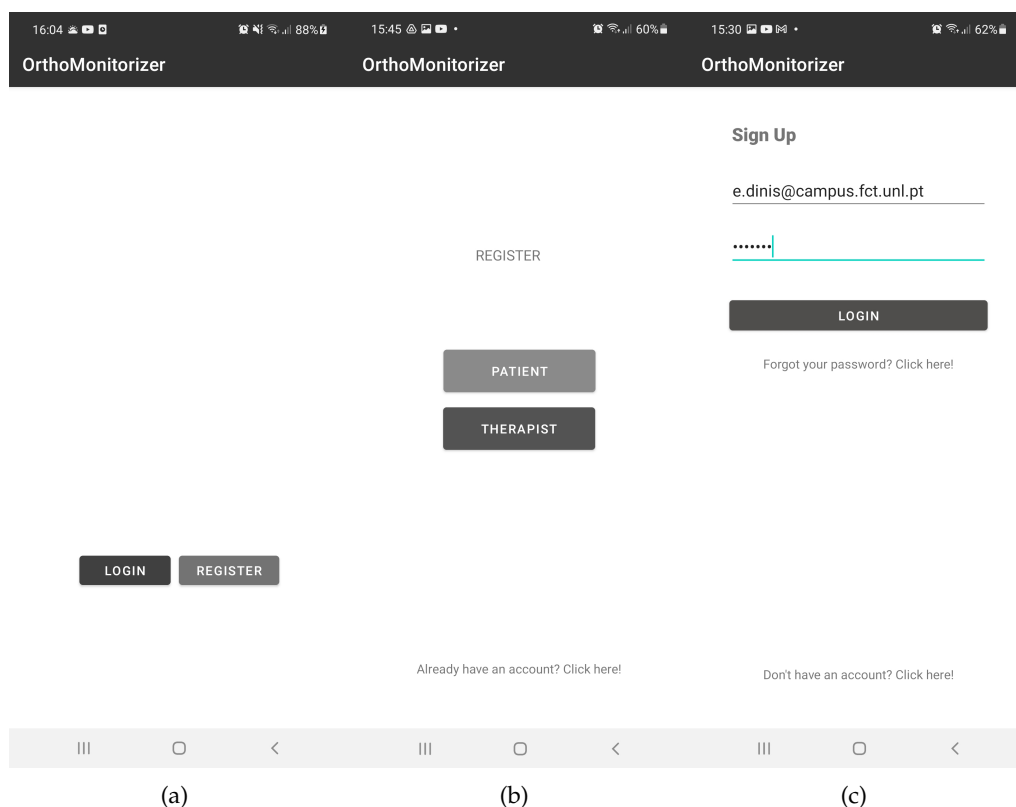 16:04
88%
OrthoMonitorizer
LOGIN
REGISTER
(a)
15:45
60%
OrthoMonitorizer
REGISTER
PATIENT
THERAPIST
Already have an account? Click here!
(b)
15:30
62%
OrthoMonitorizer
Sign Up
e.dinis@campus.fct.unl.pt
•••••••
LOGIN
Forgot your password? Click here!
Don't have an account? Click here!
(c)